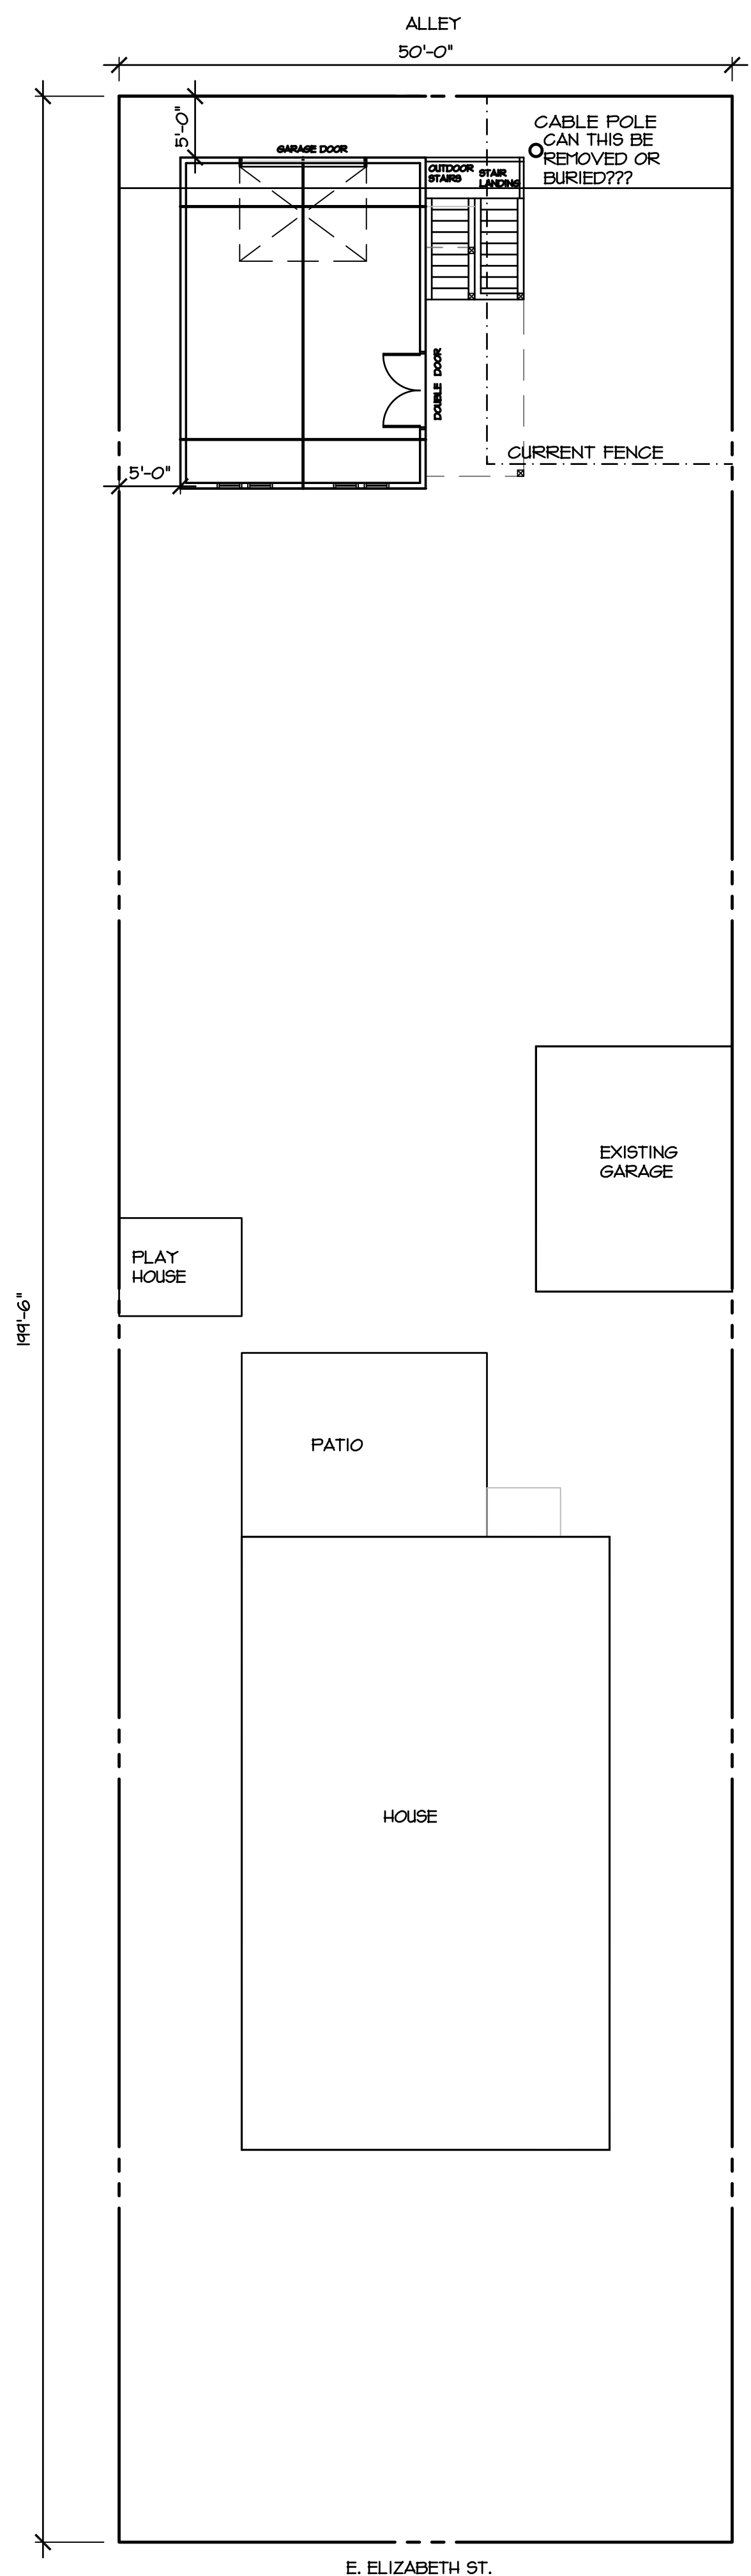 ALLEY
50'-0"
5'-0"
GARAGE DOOR
CABLE POLE
CAN THIS BE
REMOVED OR
BURIED???
OUTDOOR
STAIRS
STAIR
LANDING
DOUBLE DOOR
CURRENT FENCE
5'-0"
EXISTING
GARAGE
PLAY
HOUSE
199'-6"
PATIO
HOUSE
E. ELIZABETH ST.